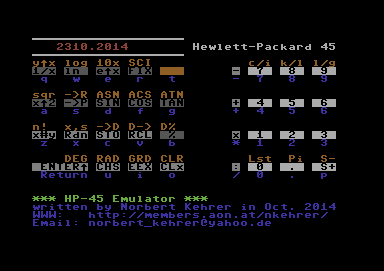 2310.2014 Hewlett-Packard 45
y↑x log 10x SCI c/i k/l l/g
1/x ln e↑x FIX - 7 8 9
q w e r t - 7 8 9
sqr ->R ASN ACS ATN
x↑2 ->P SIN COS TAN + 4 5 6
a s d f g + 4 5 6
n! x,s ->D D-> D%
x#y R%n STO RCL % x 1 2 3
z x c v b * 1 2 3
DEG RAD GRD CLR Lst Pi S-
ENTER↑ CHS EEX CLx : 0 . S+
Return u i o / 0 . p
*** HP-45 Emulator ***
written by Norbert Kehrer in Oct. 2014
WWW: http://members.aon.at/nkehrer/
Email: norbert_kehrer@yahoo.de